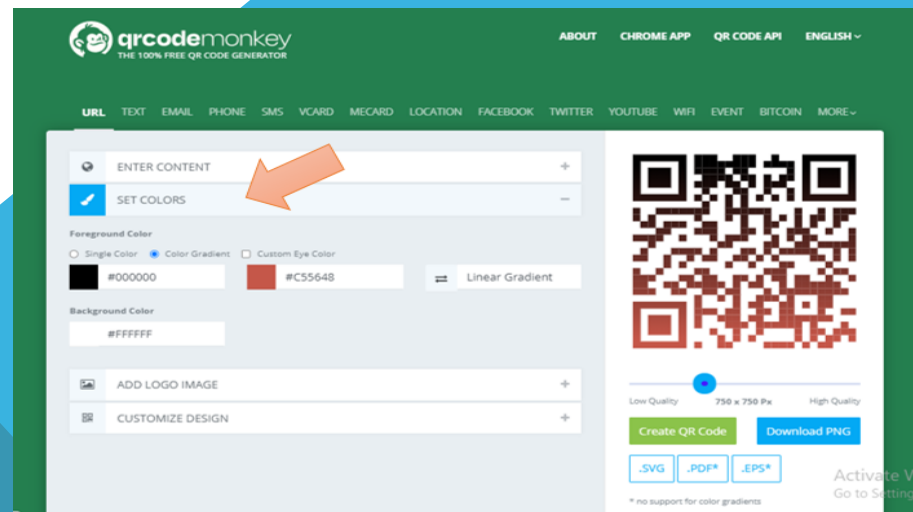 qrcodemonkey
THE 100% FREE QR CODE GENERATOR
ABOUT CHROME APP QR CODE API ENGLISH
URL TEXT EMAIL PHONE SMS VCARD MECARD LOCATION FACEBOOK TWITTER YOUTUBE WIFI EVENT BITCOIN MORE
ENTER CONTENT +
SET COLORS −
Foreground Color
Single Color Color Gradient Custom Eye Color
#000000 #C55648 Linear Gradient
Background Color
#FFFFFF
ADD LOGO IMAGE +
CUSTOMIZE DESIGN +
Low Quality 750 x 750 Px High Quality
Create QR Code Download PNG
.SVG .PDF* .EPS*
* no support for color gradients
Activate W
Go to Setting